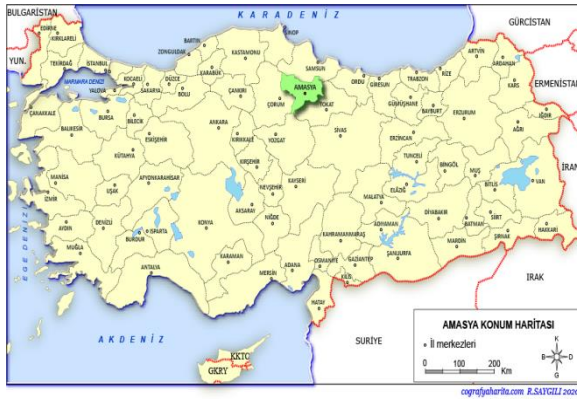 BULGARİSTAN
KARADENİZ
GÜRCİSTAN
EDİRNE
KIRKLARELİ
YUN.
TEKİRDAĞ
İSTANBUL
MARMARA DENİZİ
YALOVA
KOCAELİ
SAKARYA
DÜZCE
BOLU
ZONGULDAK
BARTIN
KARABÜK
KASTAMONU
SİNOP
SAMSUN
ÇANKIRI
ÇORUM
AMASYA
TOKAT
ORDU
GİRESUN
TRABZON
RİZE
ARTVİN
ARDAHAN
KARS
ERMENİSTAN
IĞDIR
GÜMÜŞHANE
BAYBURT
ERZURUM
AĞRI
ÇANAKKALE
BALIKESİR
BURSA
BİLECİK
ESKİŞEHİR
ANKARA
KIRIKKALE
YOZGAT
SİVAS
ERZİNCAN
İRAN
KÜTAHYA
KIRŞEHİR
TUNCELİ
BİNGÖL
MUŞ
BİTLİS
VAN
MANİSA
İZMİR
UŞAK
AFYONKARAHİSAR
NEVŞEHİR
KAYSERİ
MALATYA
ELAZIĞ
EGE DENİZİ
AYDIN
DENİZLİ
ISPARTA
BURDUR
KONYA
AKSARAY
NİĞDE
KAHRAMANMARAŞ
ADIYAMAN
DİYABAKIR
BATMAN
SİİRT
ŞIRNAK
HAKKARİ
MUĞLA
ANTALYA
KARAMAN
MERSİN
ADANA
OSMANİYE
GAZİANTEP
KİLİS
ŞANLIURFA
MARDİN
HATAY
IRAK
SURİYE
AKDENİZ
KKTC
GKRY
AMASYA KONUM HARİTASI
İl merkezleri
0 100 200
Km
K
B D
G
cografyaharita.com R.SAYGILI 2020